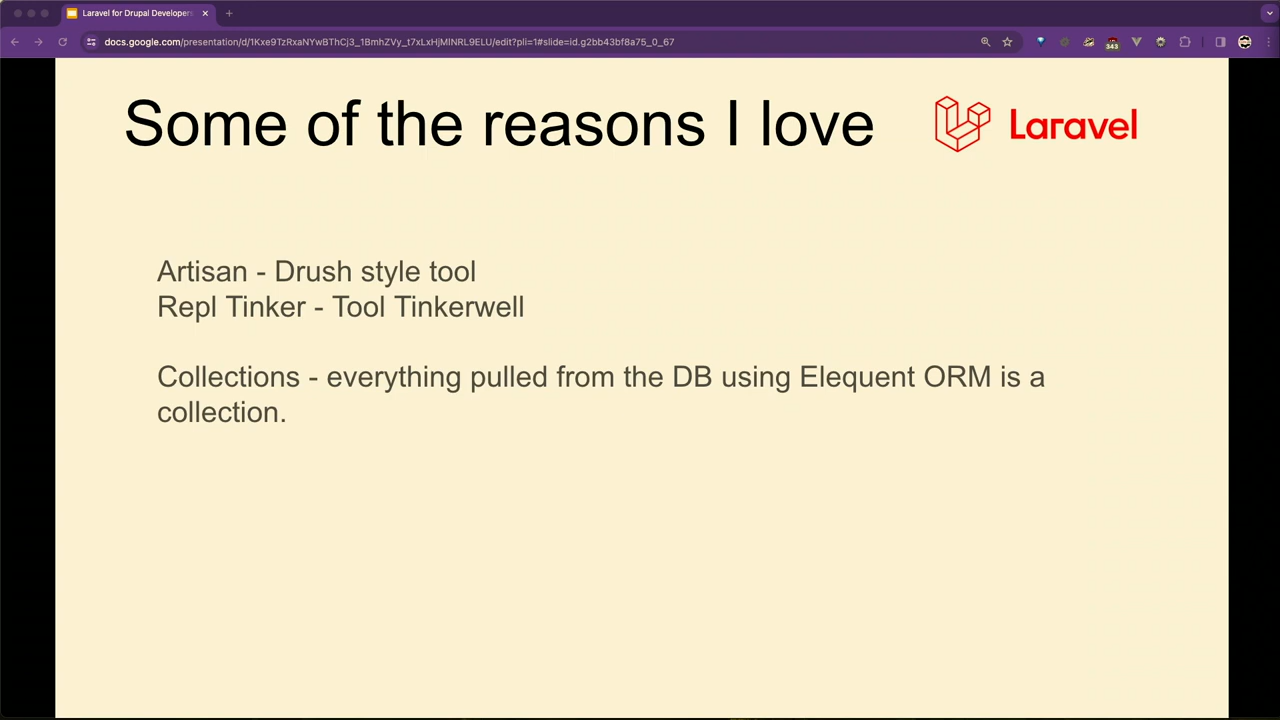 Laravel for Drupal Developers
docs.google.com/presentation/d/1Kxe9TzRxaNYwBThCj3_1BmhZVy_t7xLxHjMlNRL9ELU/edit?pli=1#slide=id.g2bb43bf8a75_0_67
343
Some of the reasons I love
Laravel
Artisan - Drush style tool
Repl Tinker - Tool Tinkerwell
Collections - everything pulled from the DB using Elequent ORM is a
collection.